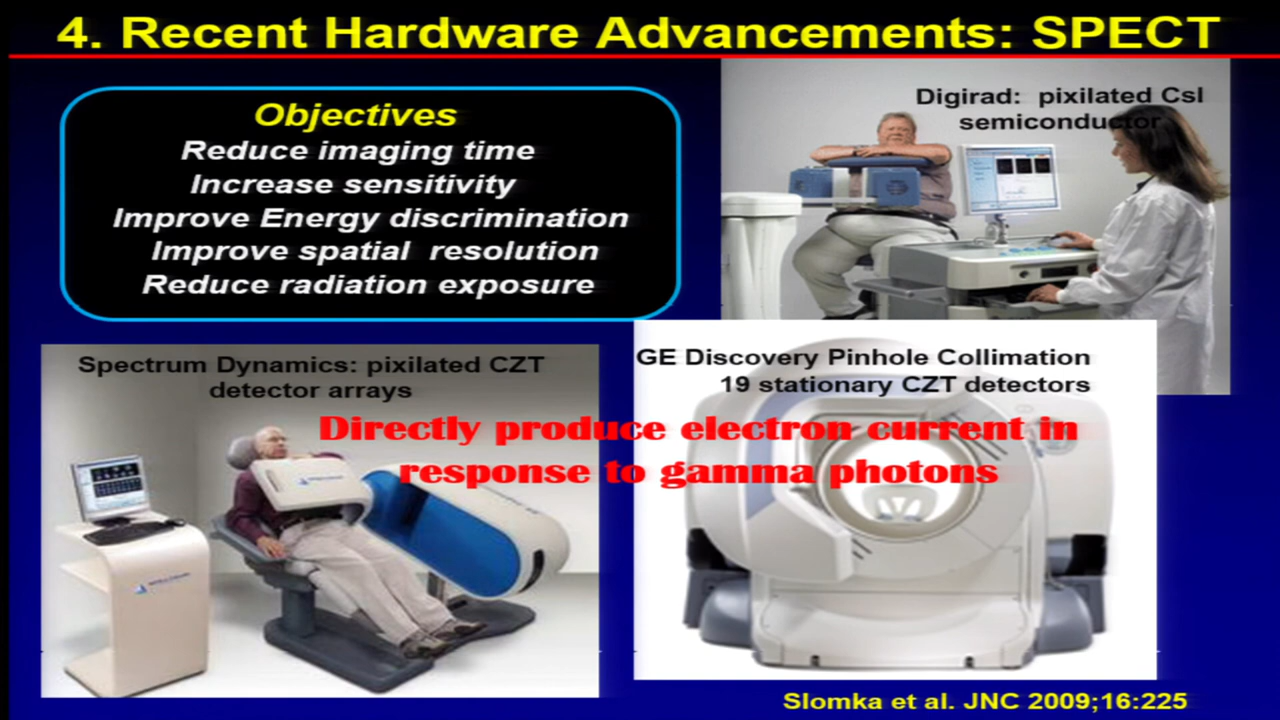 4. Recent Hardware Advancements: SPECT
Objectives
Reduce imaging time
Increase sensitivity
Improve Energy discrimination
Improve spatial resolution
Reduce radiation exposure
Digirad: pixilated CsI
semiconductor
Spectrum Dynamics: pixilated CZT
detector arrays
GE Discovery Pinhole Collimation
19 stationary CZT detectors
Directly produce electron current in
response to gamma photons
Slomka et al. JNC 2009;16:225